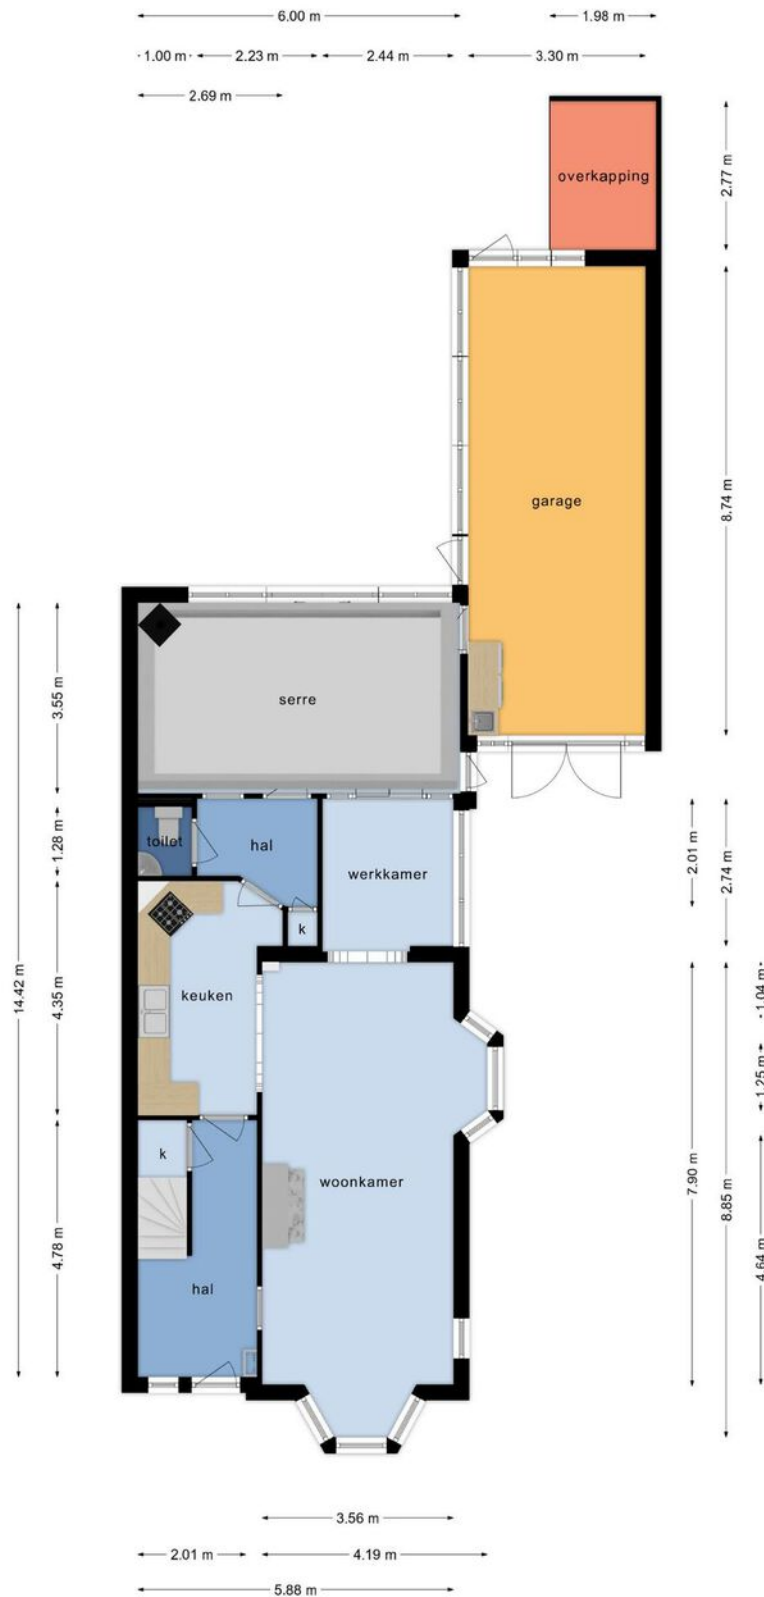 6.00 m
1.98 m
1.00 m
2.23 m
2.44 m
3.30 m
2.69 m
overkapping
2.77 m
garage
8.74 m
serre
3.55 m
toilet
hal
werkkamer
1.28 m
2.01 m
2.74 m
k
keuken
14.42 m
4.35 m
1.04 m
1.25 m
k
woonkamer
7.90 m
8.85 m
4.78 m
4.64 m
hal
3.56 m
2.01 m
4.19 m
5.88 m